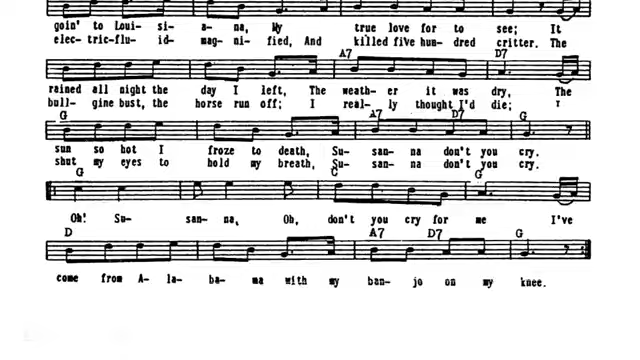 goin' to Loui- si- a- na, My true love for to see; It
elec- tric-flu- id- mag- ni- fied, And killed five hun- dred critter. The
A7 D7
rained all night the day I left, The weath- er it was dry, The
bull- gine bust, the horse run off; I real- ly thought I'd die; I
G A7 D7 G
sun so hot I froze to death, Su- san- na don't you cry.
shut my eyes to hold my breath, Su- san- na don't you cry.
G C G A7
Oh! Su- san- na, Oh, don't you cry for me I've
D A7 D7 G
come from A- la- ba- ma with my ban- jo on my knee.